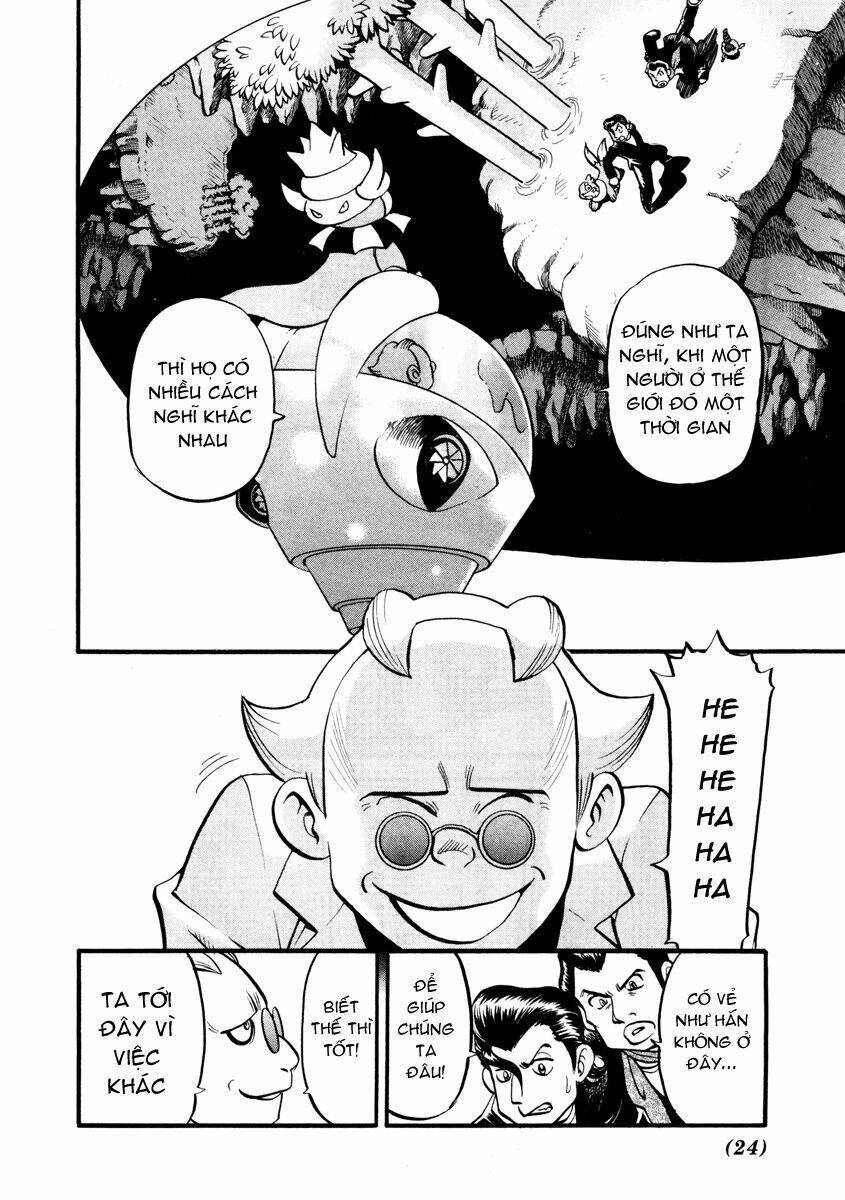 ĐÚNG NHƯ TA
NGHĨ, KHI MỘT
NGƯỜI Ở THẾ
GIỚI ĐÓ MỘT
THỜI GIAN
THÌ HỌ CÓ
NHIỀU CÁCH
NGHĨ KHÁC
NHAU
HE
HE
HE
HA
HA
HA
CÓ VẺ
NHƯ HẮN
KHÔNG Ở
ĐÂY...
ĐỂ
GIÚP
CHÚNG
TA
ĐÂU!
BIẾT
THẾ THÌ
TỐT!
TA TỚI
ĐÂY VÌ
VIỆC
KHÁC
(24)